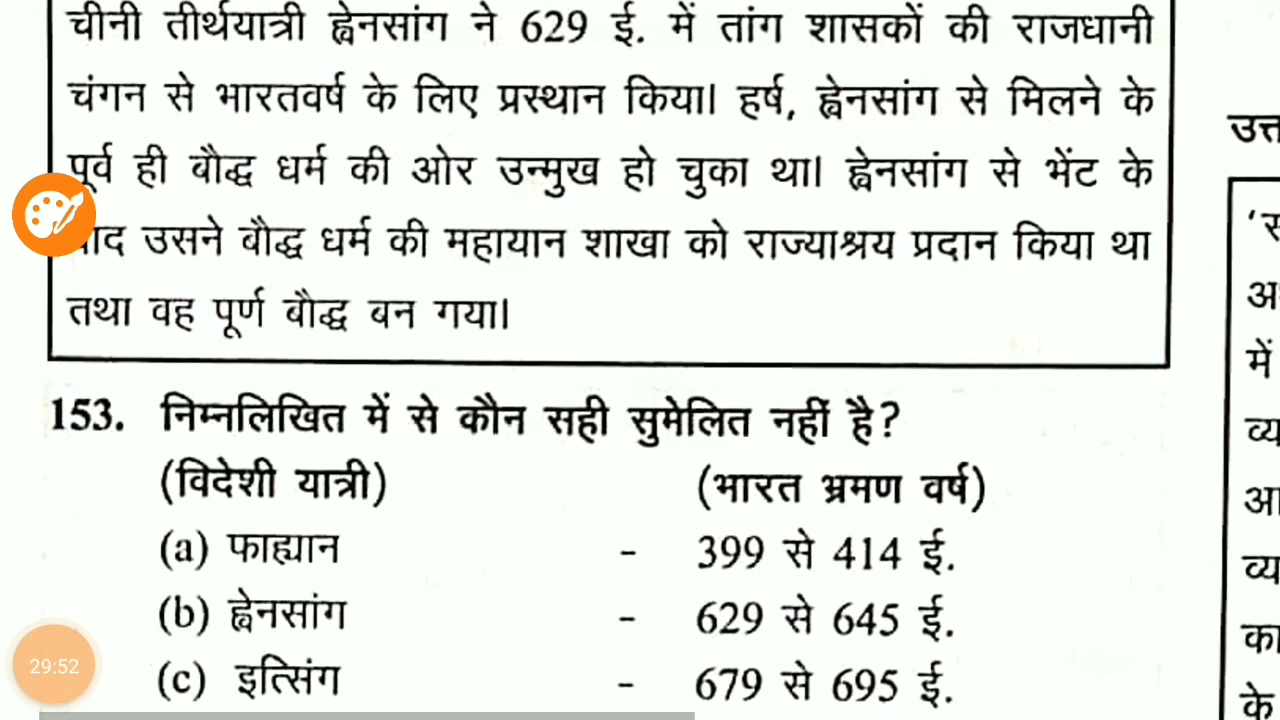 चीनी तीर्थयात्री ह्वेनसांग ने 629 ई. में तांग शासकों की राजधानी
चंगन से भारतवर्ष के लिए प्रस्थान किया। हर्ष, ह्वेनसांग से मिलने के
पूर्व ही बौद्ध धर्म की ओर उन्मुख हो चुका था। ह्वेनसांग से भेंट के
बाद उसने बौद्ध धर्म की महायान शाखा को राज्याश्रय प्रदान किया था
तथा वह पूर्ण बौद्ध बन गया।
153. निम्नलिखित में से कौन सही सुमेलित नहीं है?
(विदेशी यात्री) (भारत भ्रमण वर्ष)
(a) फाह्यान - 399 से 414 ई.
(b) ह्वेनसांग - 629 से 645 ई.
(c) इत्सिंग - 679 से 695 ई.
29:52
में
के